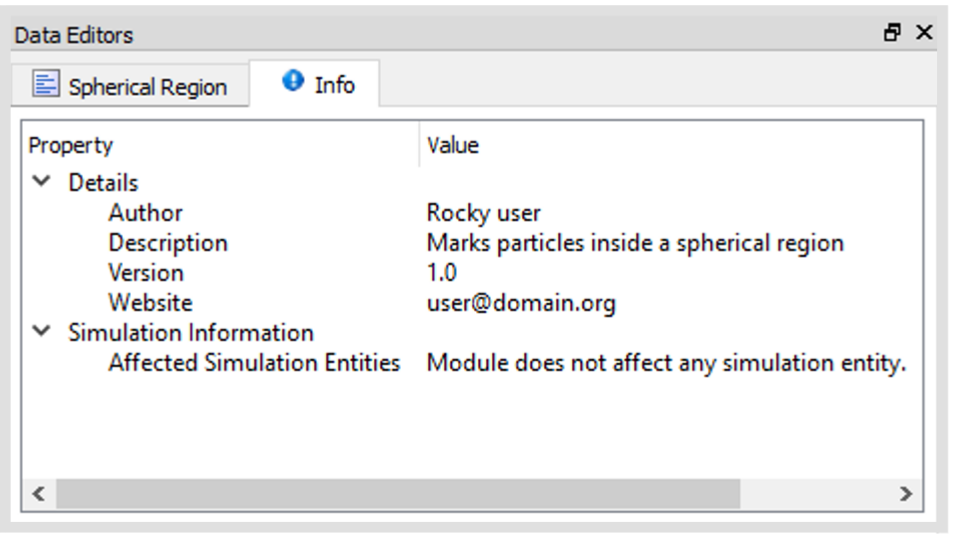 Data Editors
Spherical Region Info
Property Value
Details
Author Rocky user
Description Marks particles inside a spherical region
Version 1.0
Website user@domain.org
Simulation Information
Affected Simulation Entities Module does not affect any simulation entity.